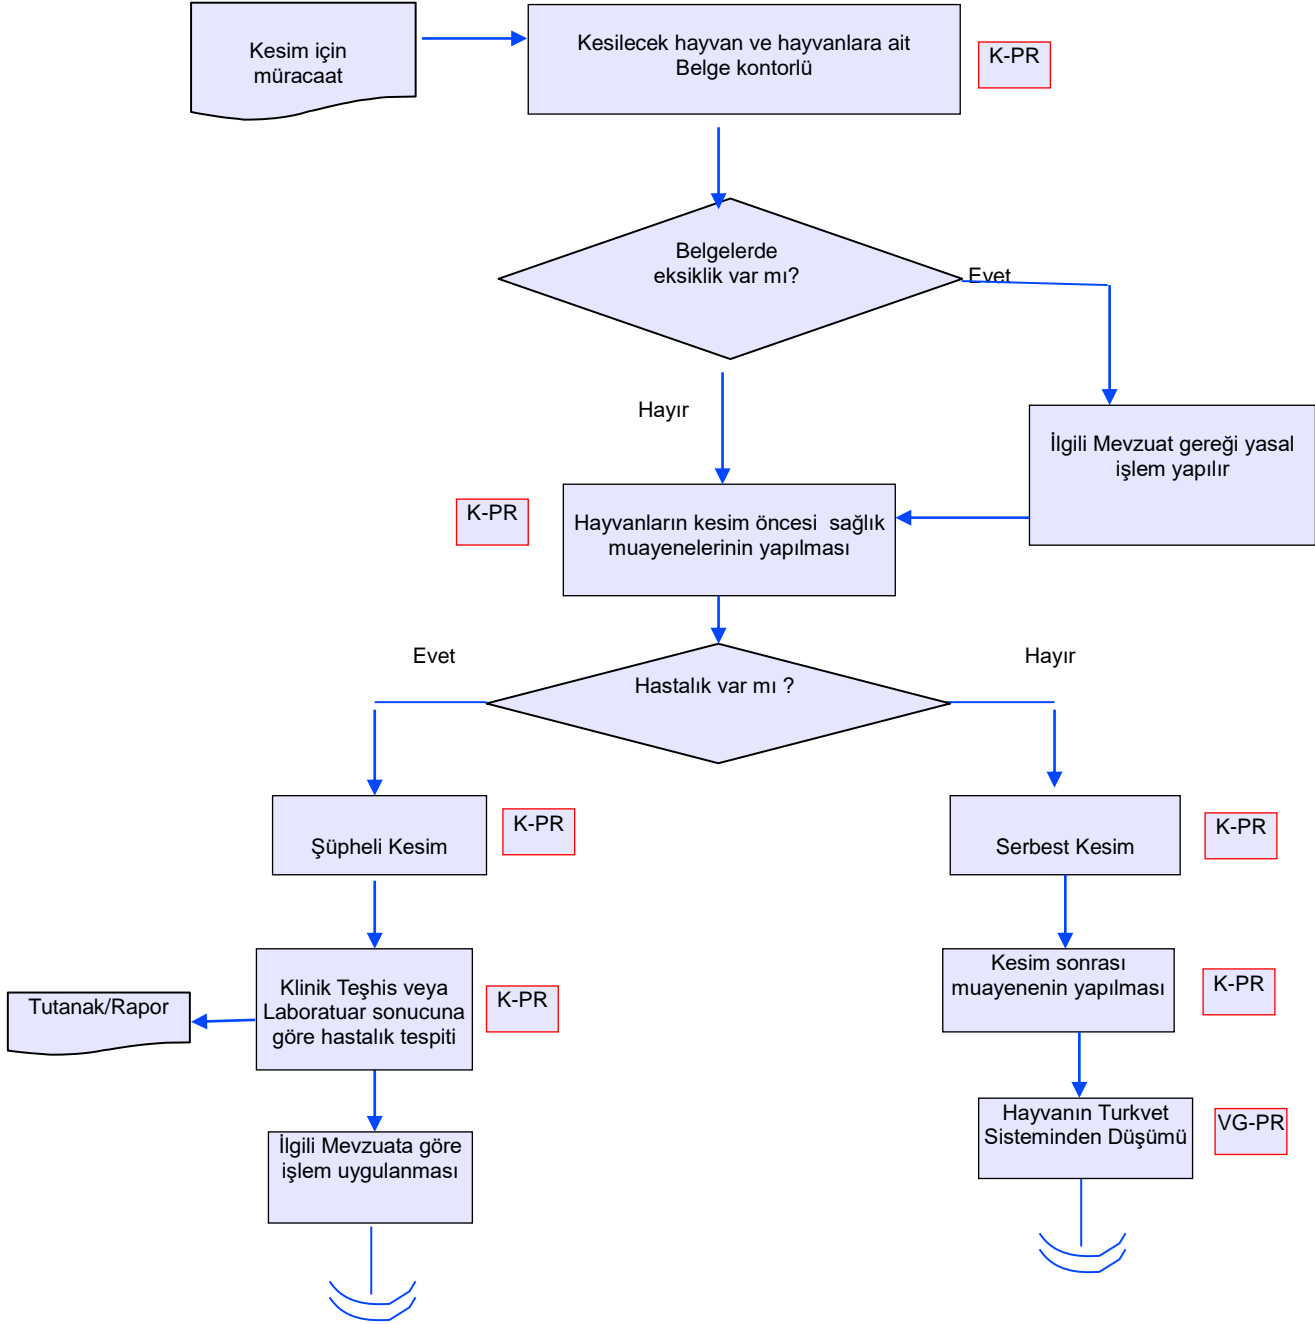 Kesim için
müracaat
Kesilecek hayvan ve hayvanlara ait
Belge kontorlü
K-PR
Belgelerde
eksiklik var mı?
Evet
Hayır
İlgili Mevzuat gereği yasal
işlem yapılır
K-PR
Hayvanların kesim öncesi  sağlık
muayenelerinin yapılması
Evet
Hayır
Hastalık var mı ?
Şüpheli Kesim
K-PR
Serbest Kesim
K-PR
Tutanak/Rapor
Klinik Teşhis veya
Laboratuar sonucuna
göre hastalık tespiti
K-PR
Kesim sonrası
muayenenin yapılması
K-PR
İlgili Mevzuata göre
işlem uygulanması
Hayvanın Turkvet
Sisteminden Düşümü
VG-PR